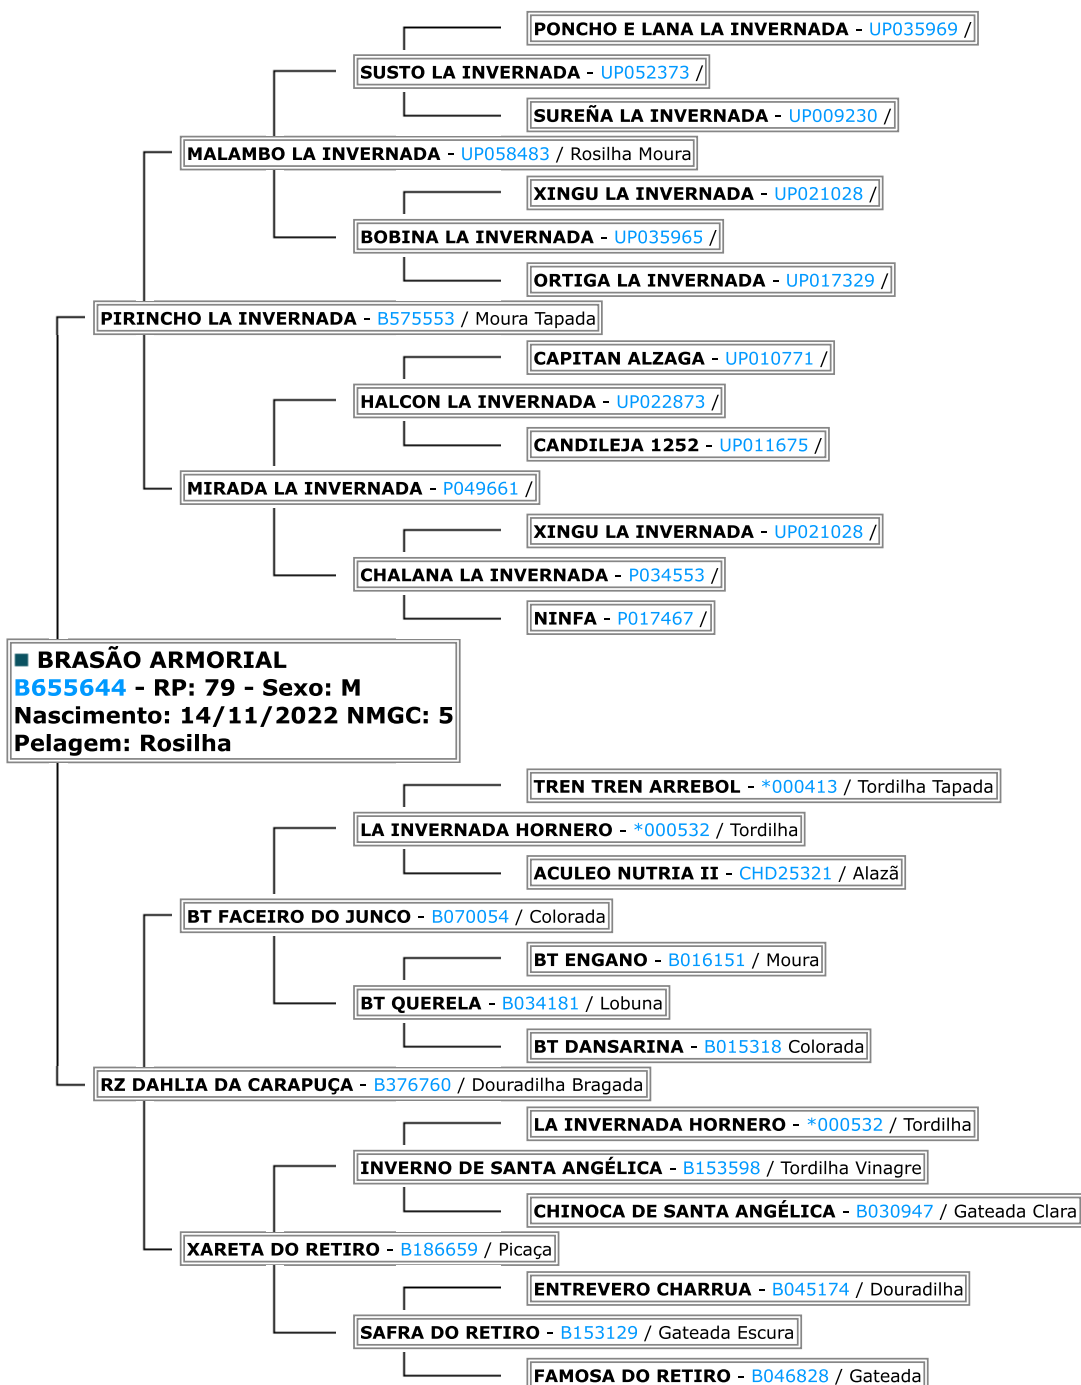 PONCHO E LANA LA INVERNADA - UP035969 /
SUSTO LA INVERNADA - UP052373 /
SUREÑA LA INVERNADA - UP009230 /
MALAMBO LA INVERNADA - UP058483 / Rosilha Moura
XINGU LA INVERNADA - UP021028 /
BOBINA LA INVERNADA - UP035965 /
ORTIGA LA INVERNADA - UP017329 /
PIRINCHO LA INVERNADA - B575553 / Moura Tapada
CAPITAN ALZAGA - UP010771 /
HALCON LA INVERNADA - UP022873 /
CANDILEJA 1252 - UP011675 /
MIRADA LA INVERNADA - P049661 /
XINGU LA INVERNADA - UP021028 /
CHALANA LA INVERNADA - P034553 /
NINFA - P017467 /
BRASÃO ARMORIAL
B655644 - RP: 79 - Sexo: M
Nascimento: 14/11/2022 NMGC: 5
Pelagem: Rosilha
TREN TREN ARREBOL - *000413 / Tordilha Tapada
LA INVERNADA HORNERO - *000532 / Tordilha
ACULEO NUTRIA II - CHD25321 / Alazã
BT FACEIRO DO JUNCO - B070054 / Colorada
BT ENGANO - B016151 / Moura
BT QUERELA - B034181 / Lobuna
BT DANSARINA - B015318 Colorada
RZ DAHLIA DA CARAPUÇA - B376760 / Douradilha Bragada
LA INVERNADA HORNERO - *000532 / Tordilha
INVERNO DE SANTA ANGÉLICA - B153598 / Tordilha Vinagre
CHINOCA DE SANTA ANGÉLICA - B030947 / Gateada Clara
XARETA DO RETIRO - B186659 / Picaça
ENTREVERO CHARRUA - B045174 / Douradilha
SAFRA DO RETIRO - B153129 / Gateada Escura
FAMOSA DO RETIRO - B046828 / Gateada